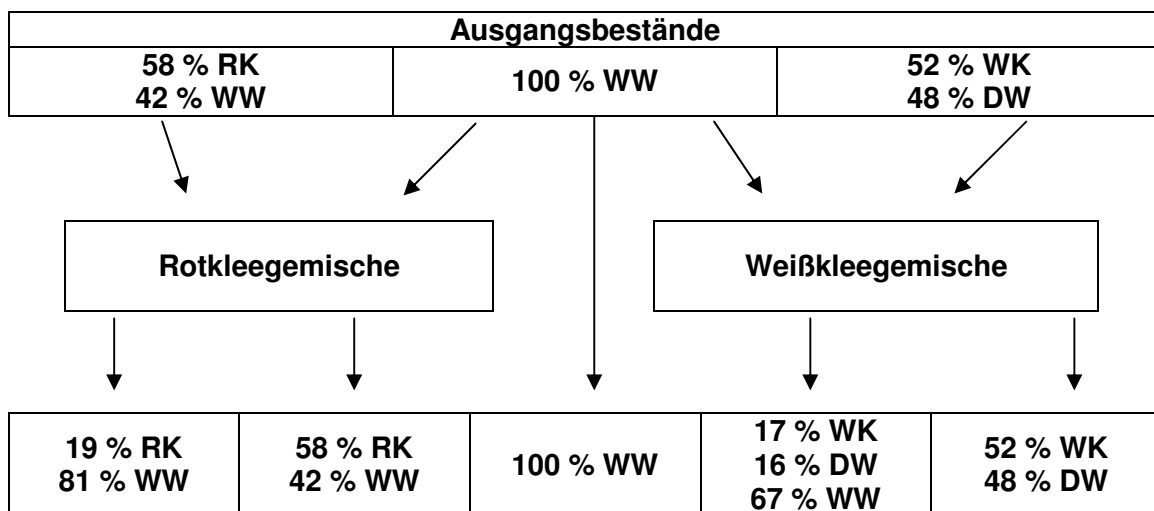 Ausgangsbestände
58 % RK
42 % WW
100 % WW
52 % WK
48 % DW
Rotkleegemische
Weißkleegemische
19 % RK
81 % WW
58 % RK
42 % WW
100 % WW
17 % WK
16 % DW
67 % WW
52 % WK
48 % DW